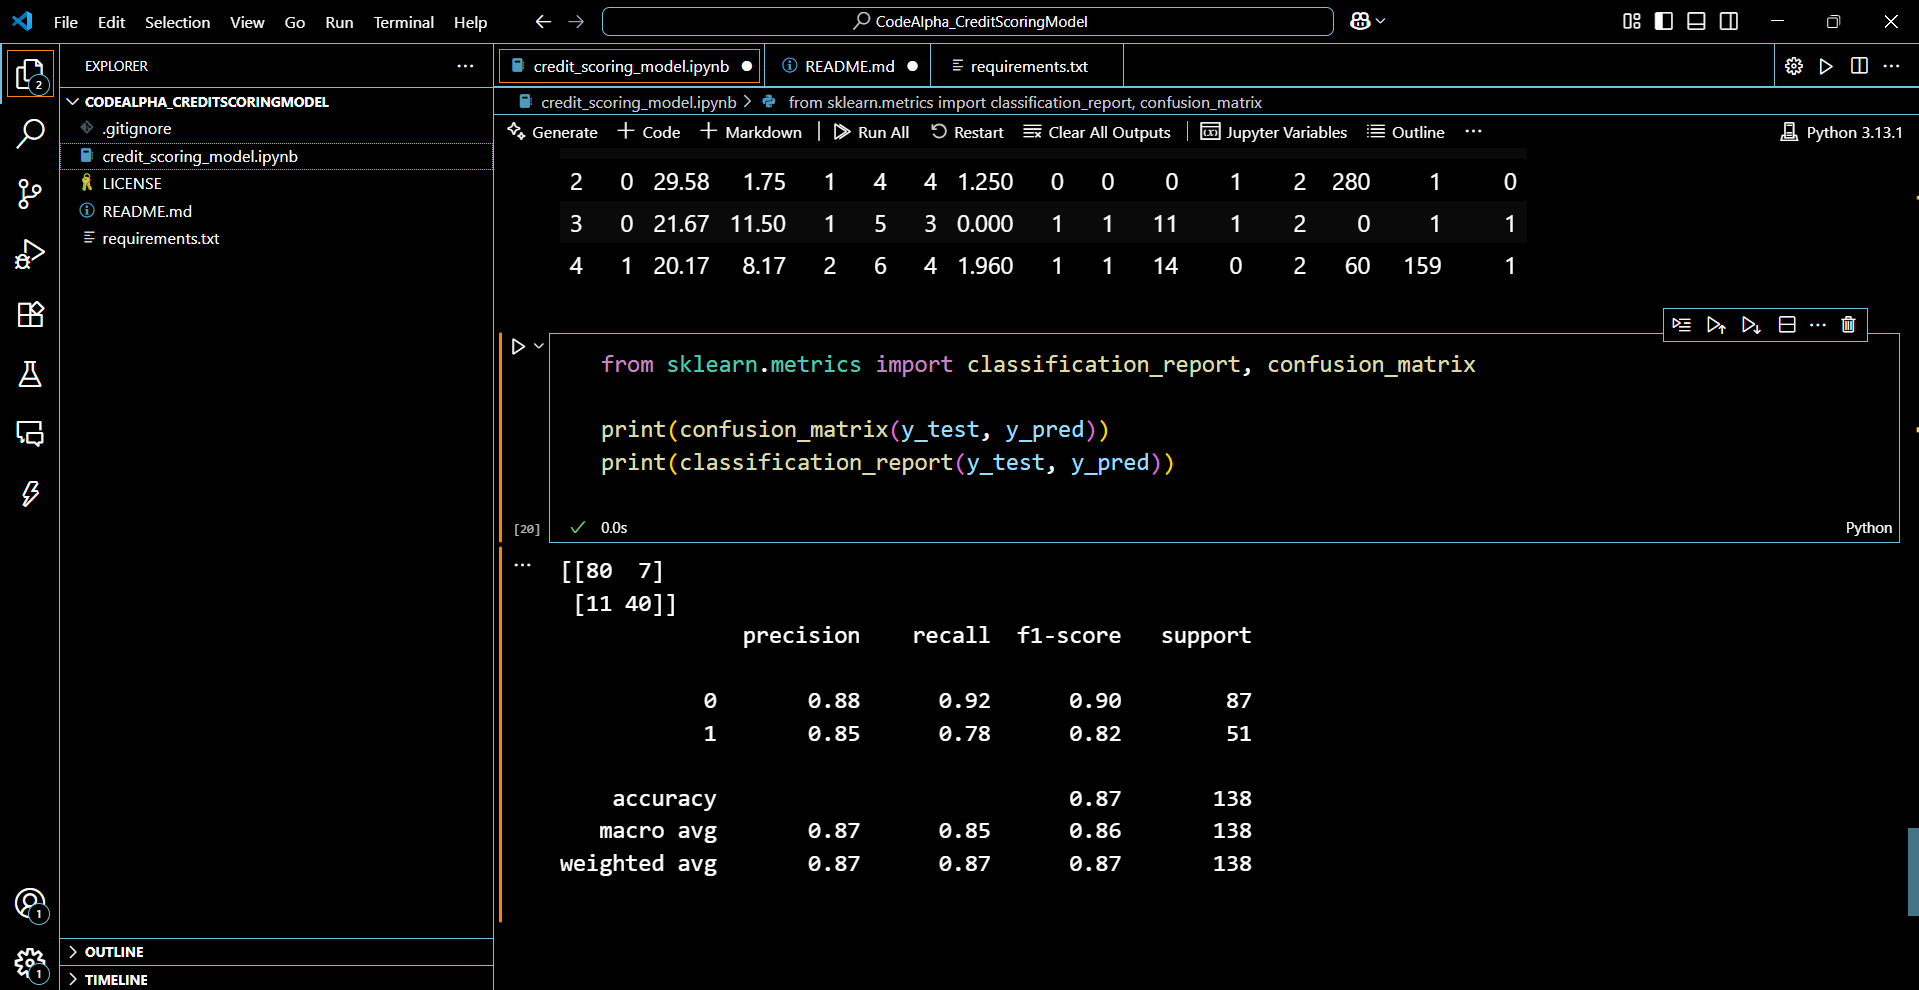 File Edit Selection View Go Run Terminal Help
CodeAlpha_CreditScoringModel
EXPLORER
CODEALPHA_CREDITSCORINGMODEL
.gitignore
credit_scoring_model.ipynb
LICENSE
README.md
requirements.txt
OUTLINE
TIMELINE
2
1
1
credit_scoring_model.ipynb README.md requirements.txt
credit_scoring_model.ipynb > from sklearn.metrics import classification_report, confusion_matrix
Generate + Code + Markdown | Run All Restart Clear All Outputs | Jupyter Variables Outline ... Python 3.13.1
2 0 29.58 1.75 1 4 4 1.250 0 0 0 1 2 280 1 0
3 0 21.67 11.50 1 5 3 0.000 1 1 11 1 2 0 1 1
4 1 20.17 8.17 2 6 4 1.960 1 1 14 0 2 60 159 1
from sklearn.metrics import classification_report, confusion_matrix
print(confusion_matrix(y_test, y_pred))
print(classification_report(y_test, y_pred))
[20] 0.0s Python
[[80  7]
 [11 40]]
precision recall f1-score support
0 0.88 0.92 0.90 87
1 0.85 0.78 0.82 51
accuracy 0.87 138
macro avg 0.87 0.85 0.86 138
weighted avg 0.87 0.87 0.87 138